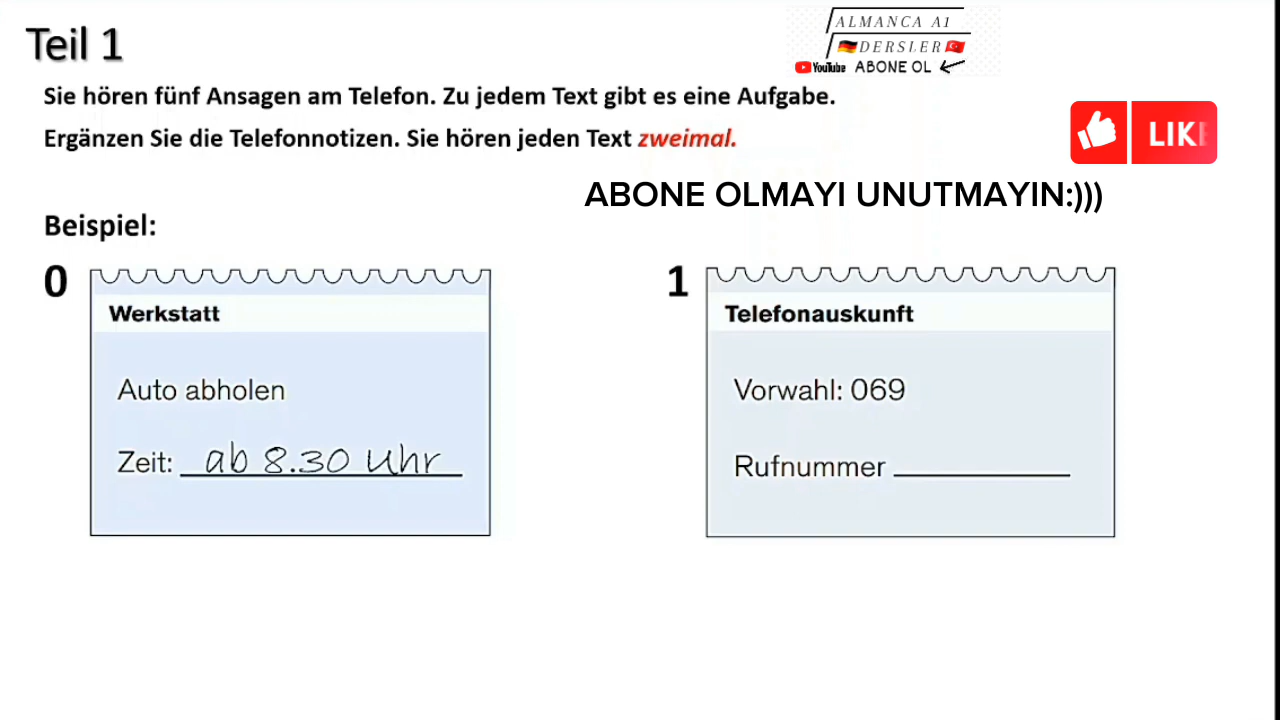 Teil 1
ALMANCA A1
DERSLER
YouTube ABONE OL
Sie hören fünf Ansagen am Telefon. Zu jedem Text gibt es eine Aufgabe.
Ergänzen Sie die Telefonnotizen. Sie hören jeden Text zweimal.
LIK
ABONE OLMAYI UNUTMAYIN:)))
Beispiel:
0
Werkstatt
Auto abholen
Zeit: ab 8.30 Uhr
1
Telefonauskunft
Vorwahl: 069
Rufnummer